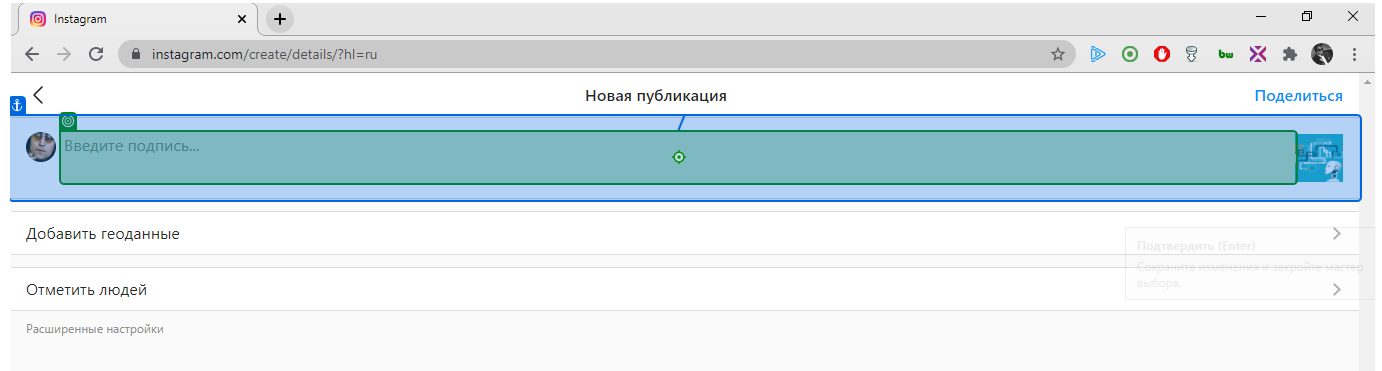 Instagram
instagram.com/create/details/?hl=ru
bw
Новая публикация
Поделиться
Введите подпись...
Добавить геоданные
Подтвердить (Enter)
Сохраните изменения и закройте мастер
выбора.
Отметить людей
Расширенные настройки